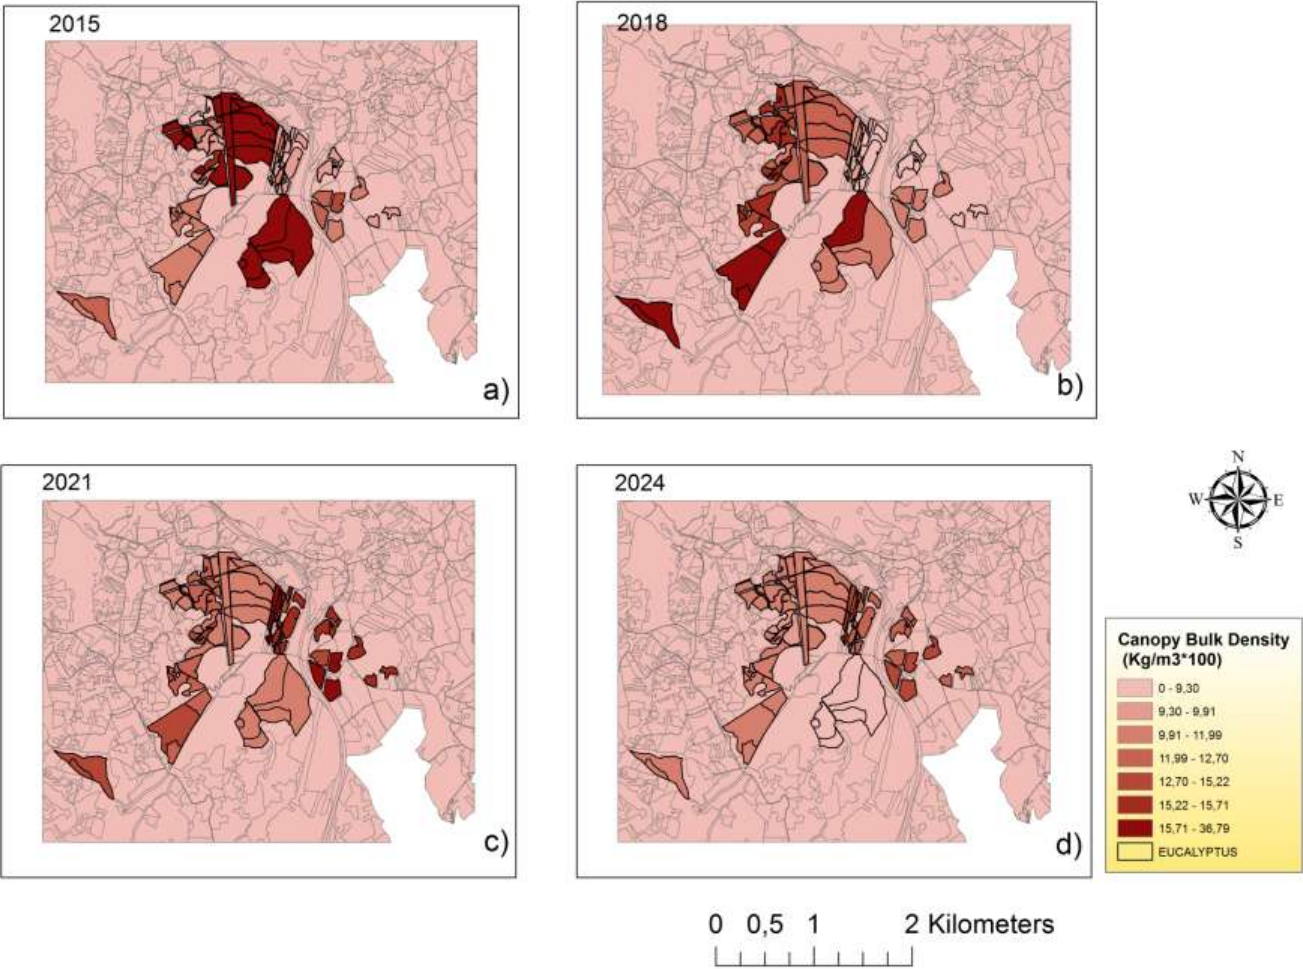 2015
a)
2018
b)
2021
c)
2024
d)
N
W E
S
Canopy Bulk Density
(Kg/m3*100)
0 - 9,30
9,30 - 9,91
9,91 - 11,99
11,99 - 12,70
12,70 - 15,22
15,22 - 15,71
15,71 - 36,79
EUCALYPTUS
0 0,5 1 2 Kilometers